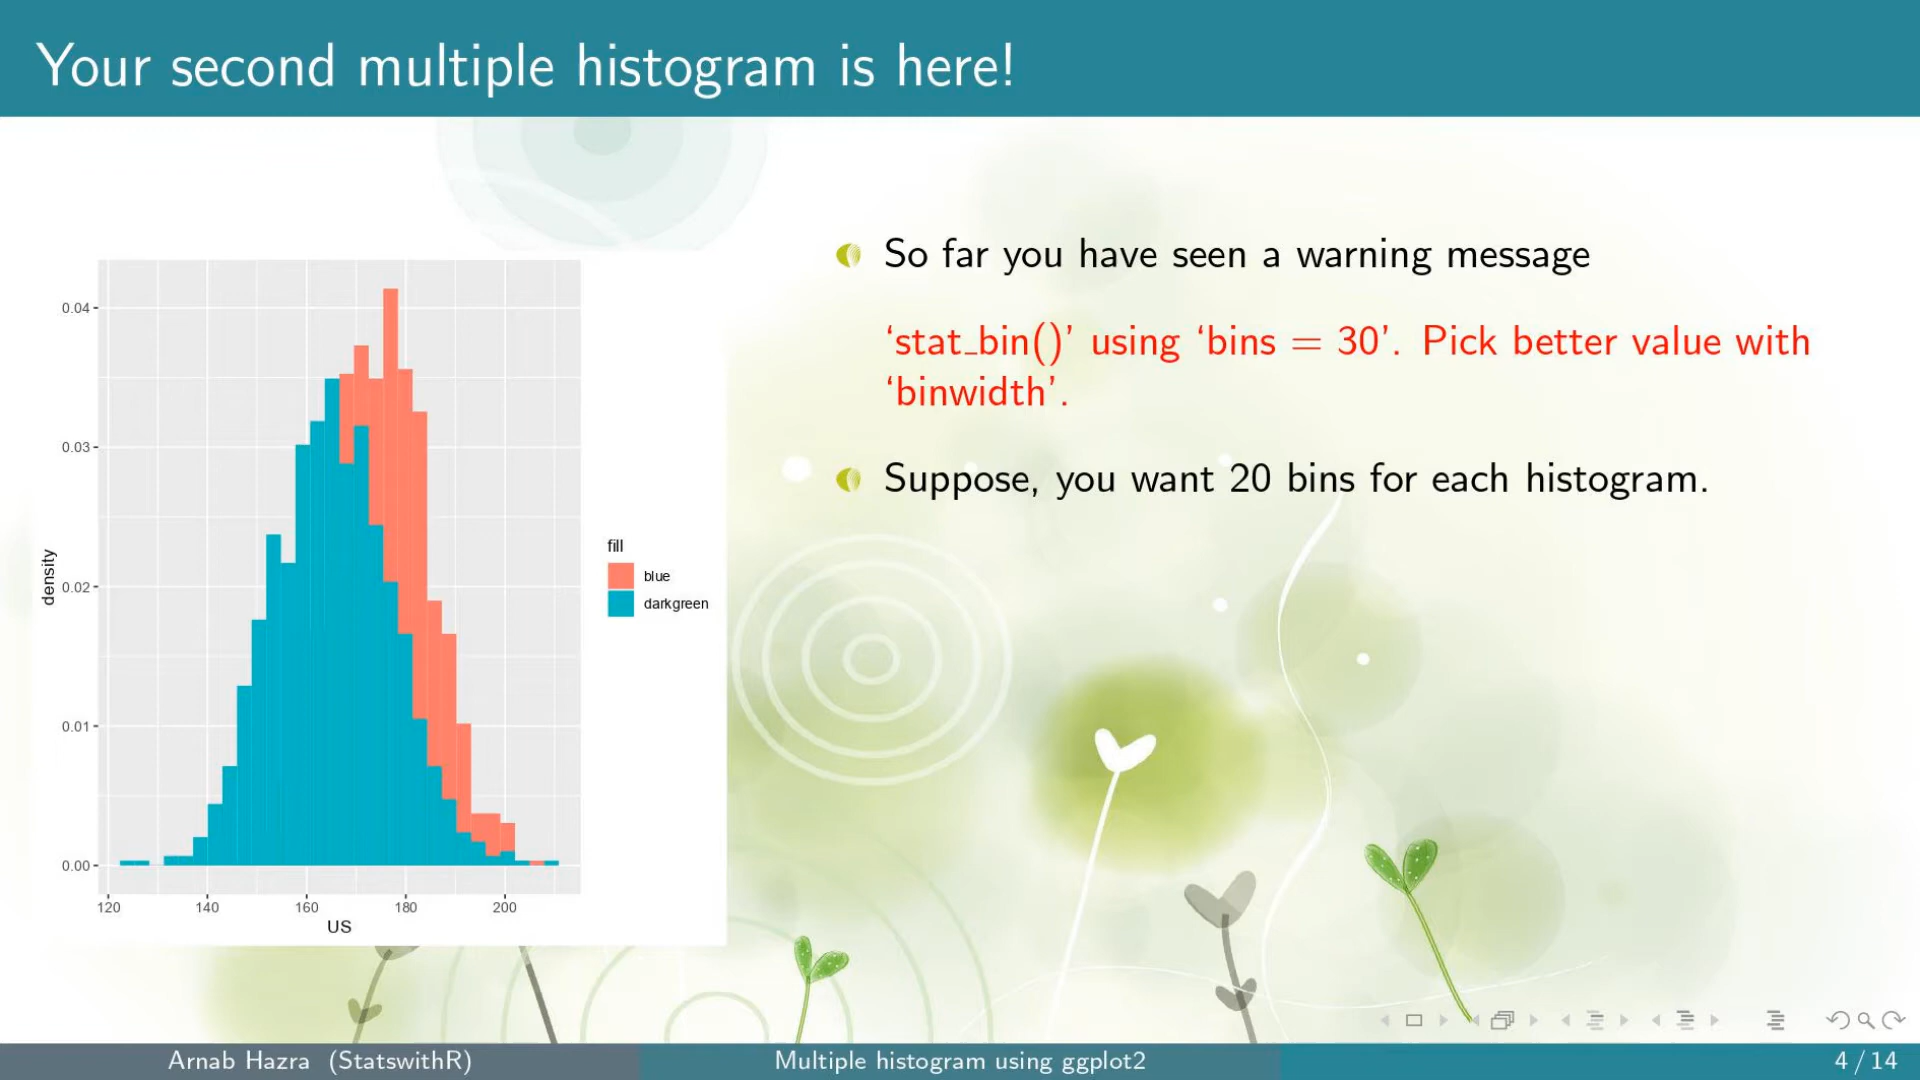 Your second multiple histogram is here!
So far you have seen a warning message
‘stat_bin()’ using ‘bins = 30’. Pick better value with
‘binwidth’.
Suppose, you want 20 bins for each histogram.
0.04
0.03
0.02
0.01
0.00
density
120 140 160 180 200
US
fill
blue
darkgreen
Arnab Hazra (StatswithR)
Multiple histogram using ggplot2
4 / 14